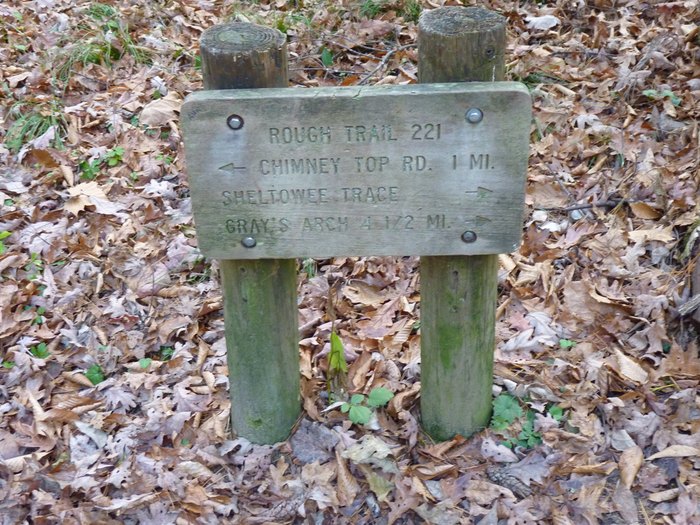 ROUGH TRAIL 221
← CHIMNEY TOP RD. 1 MI.
SHELTOWEE TRACE →
GRAY'S ARCH 4 1/2 MI. →